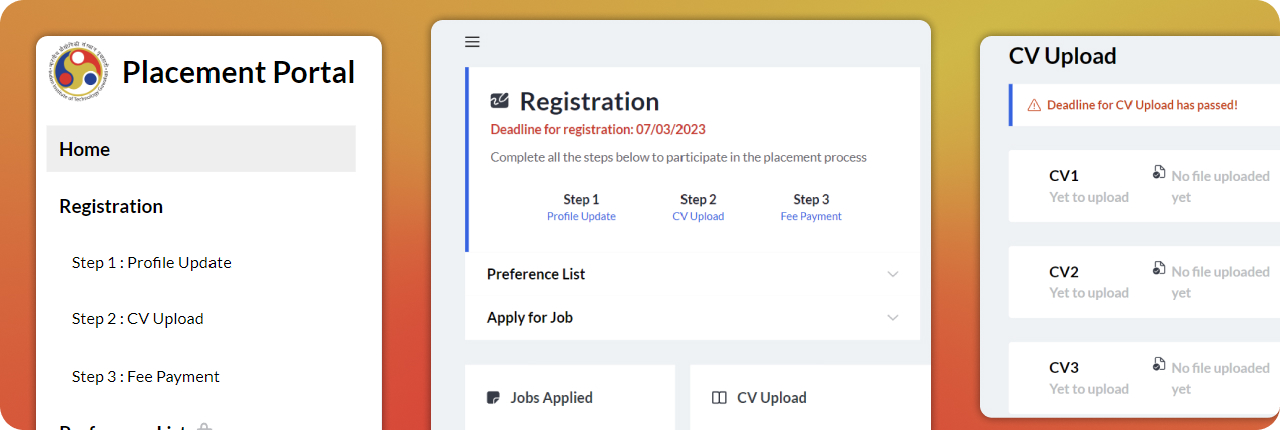 Placement Portal
Home
Registration
Step 1 : Profile Update
Step 2 : CV Upload
Step 3 : Fee Payment
Registration
Deadline for registration: 07/03/2023
Complete all the steps below to participate in the placement process
Step 1 Step 2 Step 3
Profile Update CV Upload Fee Payment
Preference List
Apply for Job
Jobs Applied
CV Upload
CV Upload
Deadline for CV Upload has passed!
CV1
Yet to upload
No file uploaded
yet
CV2
Yet to upload
No file uploaded
yet
CV3
Yet to upload
No file uploaded
yet